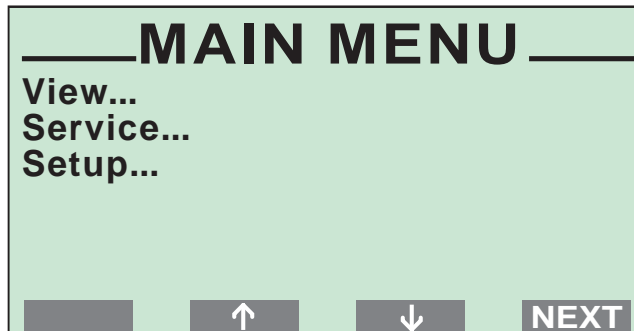 MAIN MENU
View...
Service...
Setup...
↑ ↓ NEXT